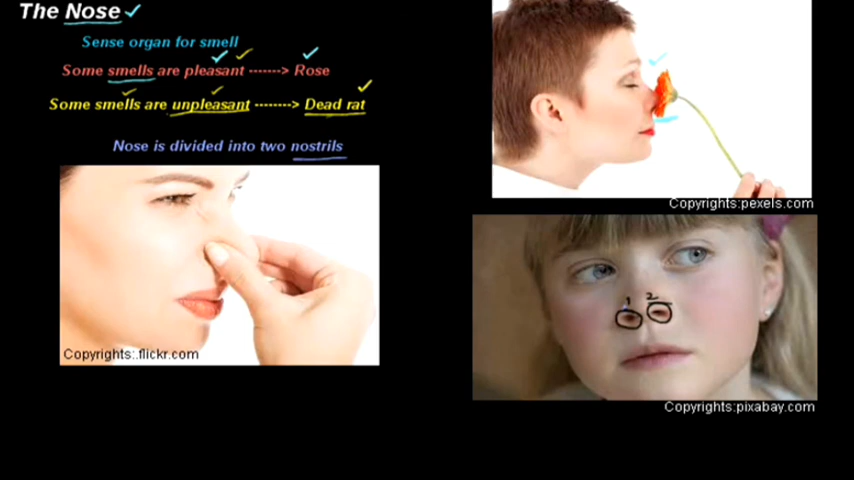 The Nose
Sense organ for smell
Some smells are pleasant -------> Rose
Some smells are unpleasant --------> Dead rat
Nose is divided into two nostrils
Copyrights:pexels.com
1 2
Copyrights:.flickr.com
Copyrights:pixabay.com